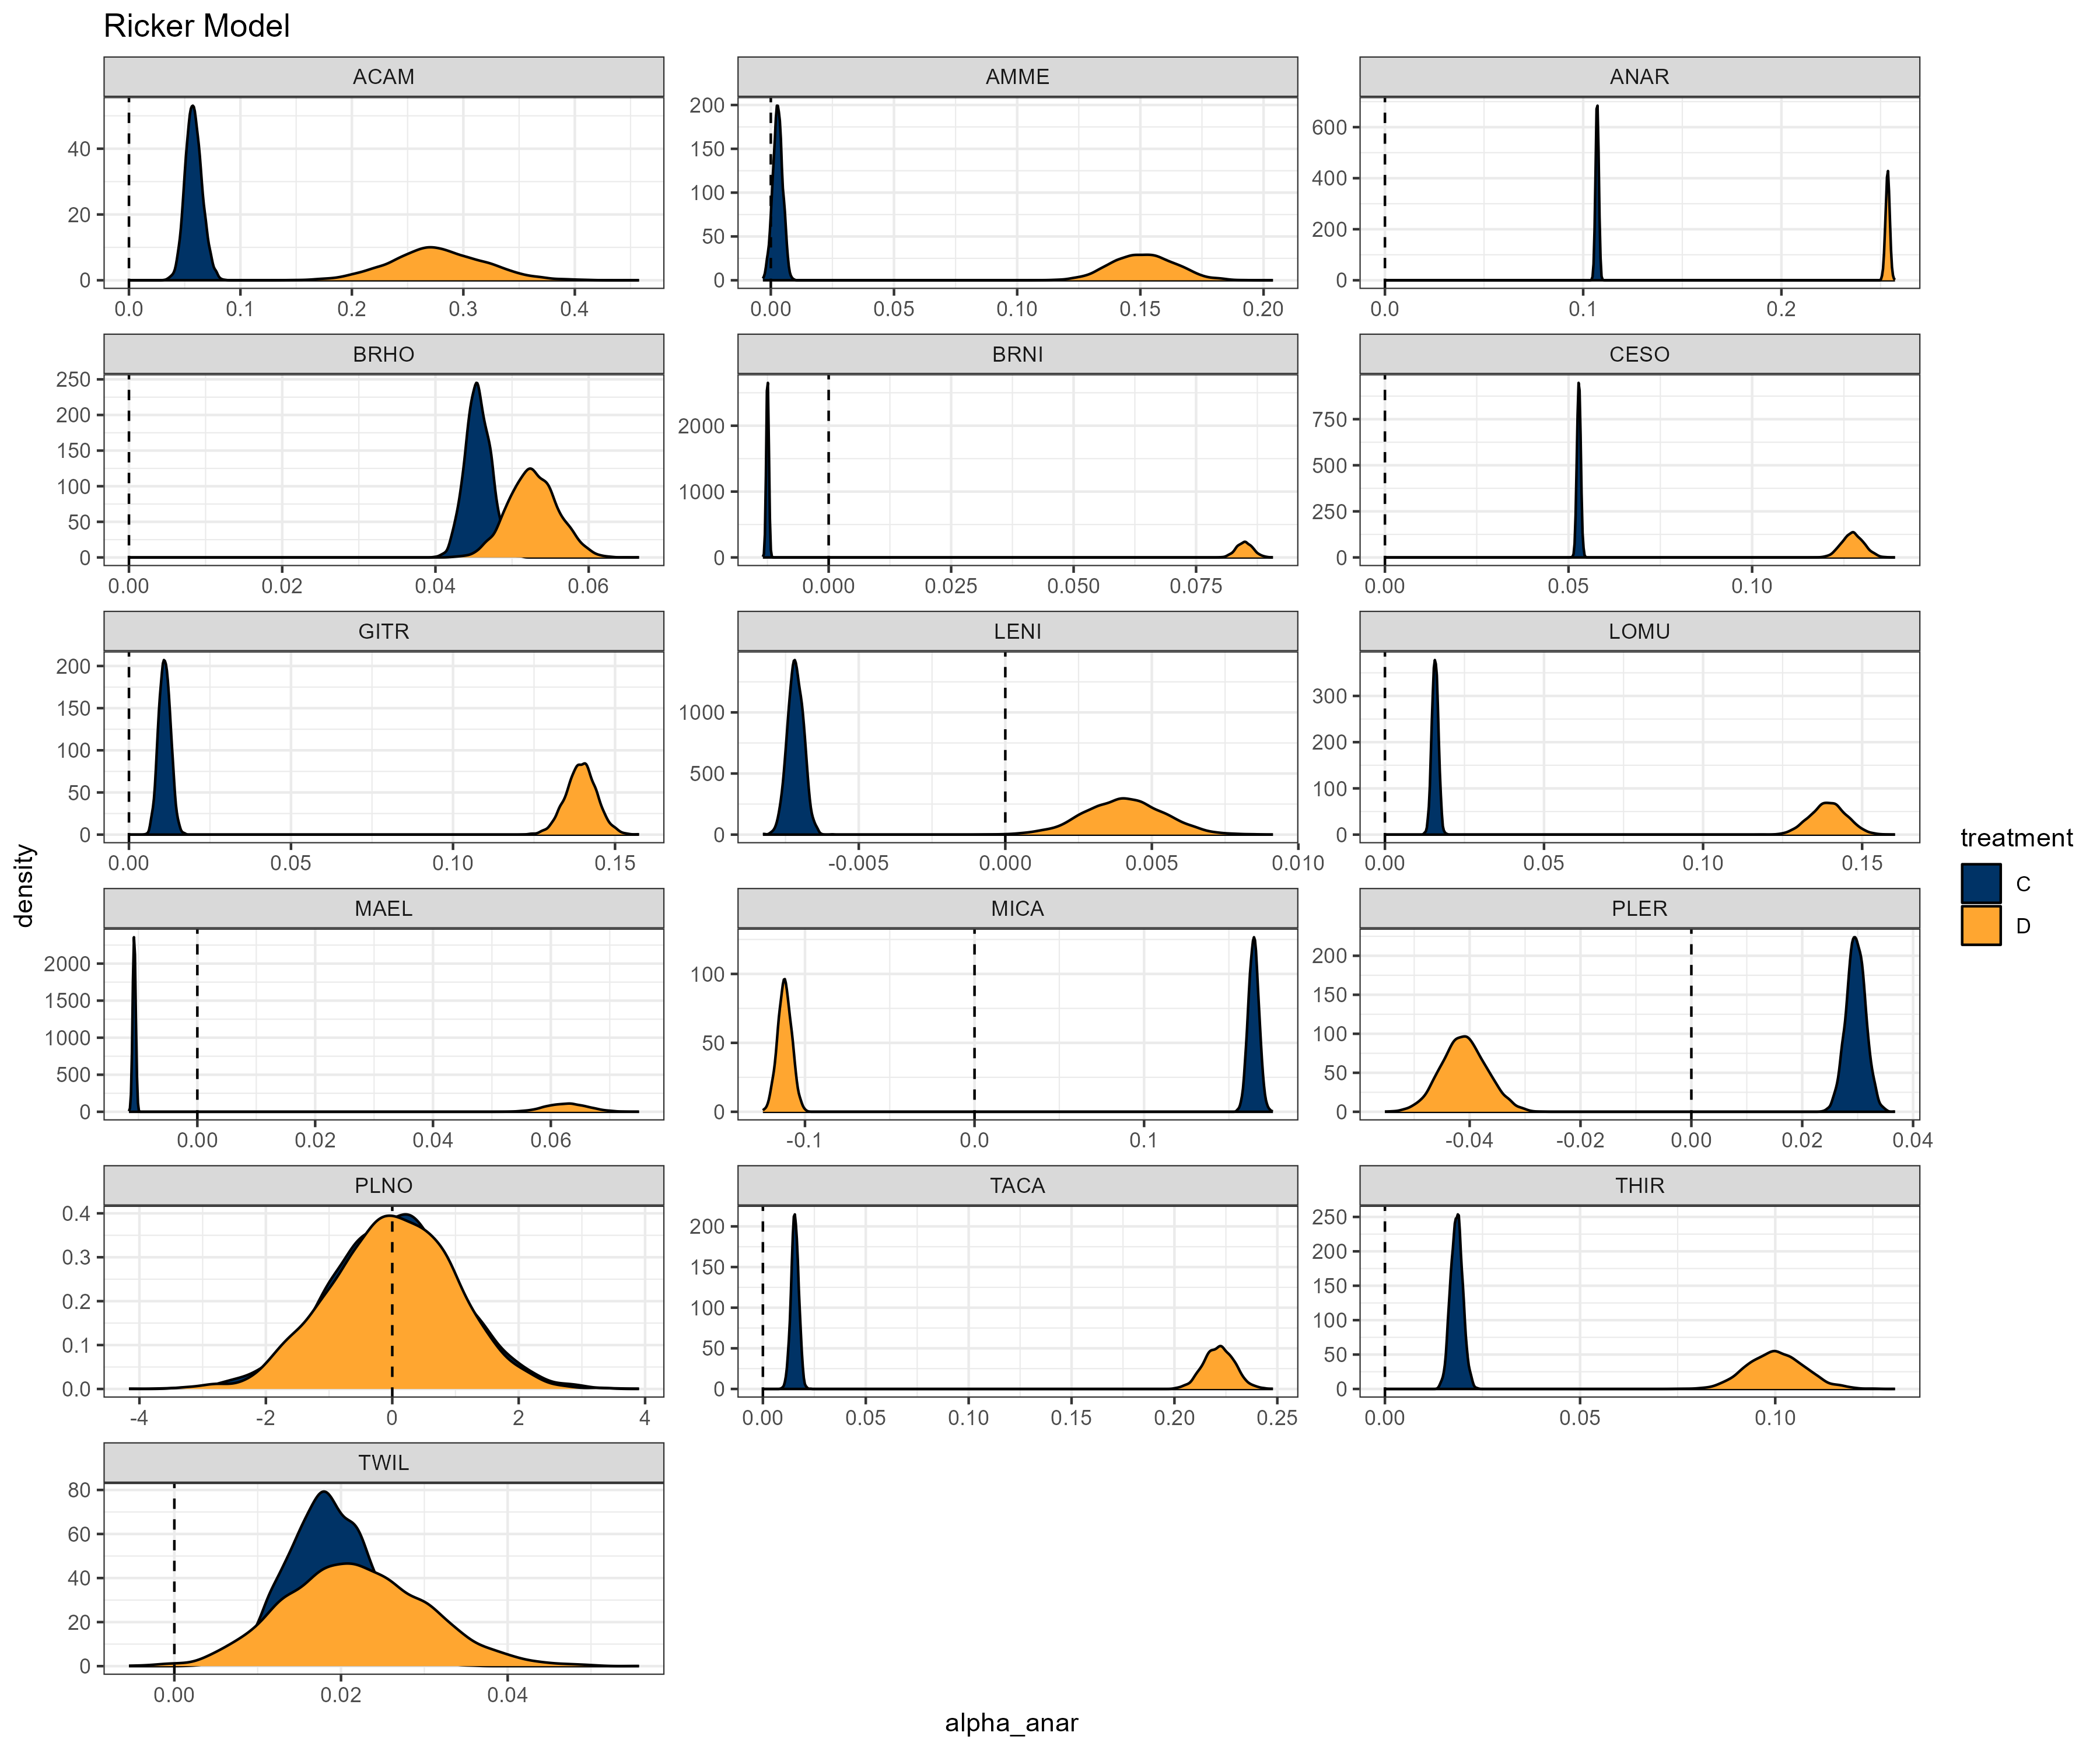 Ricker Model
ACAM AMME ANAR
40 20 0
0.0 0.1 0.2 0.3 0.4
200 150 100 50 0
0.00 0.05 0.10 0.15 0.20
600 400 200 0
0.0 0.1 0.2
BRHO BRNI CESO
250 200 150 100 50 0
0.00 0.02 0.04 0.06
2000 1000 0
0.000 0.025 0.050 0.075
750 500 250 0
0.00 0.05 0.10
GITR LENI LOMU
200 150 100 50 0
0.00 0.05 0.10 0.15
1000 500 0
-0.005 0.000 0.005 0.010
300 200 100 0
0.00 0.05 0.10 0.15
MAEL MICA PLER
2000 1500 1000 500 0
0.00 0.02 0.04 0.06
100 50 0
-0.1 0.0 0.1
200 150 100 50 0
-0.04 -0.02 0.00 0.02 0.04
PLNO TACA THIR
0.4 0.3 0.2 0.1 0.0
-4 -2 0 2 4
200 150 100 50 0
0.00 0.05 0.10 0.15 0.20 0.25
250 200 150 100 50 0
0.00 0.05 0.10
TWIL
80 60 40 20 0
0.00 0.02 0.04
density
alpha_anar
treatment
C
D